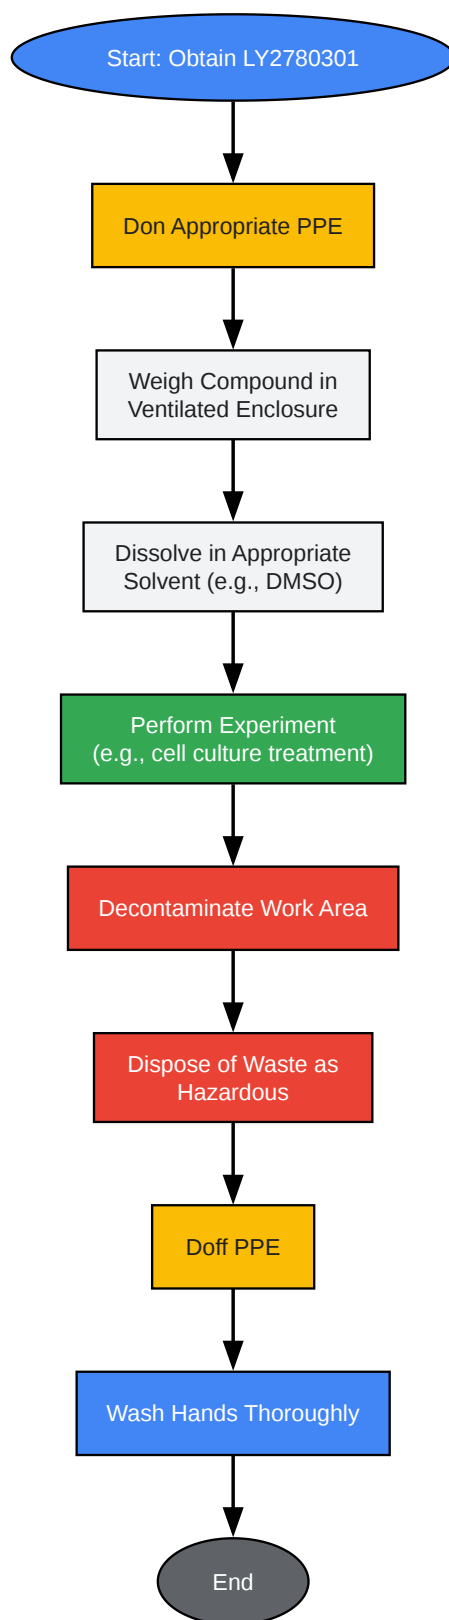 Start: Obtain LY2780301
Don Appropriate PPE
Weigh Compound in
Ventilated Enclosure
Dissolve in Appropriate
Solvent (e.g., DMSO)
Perform Experiment
(e.g., cell culture treatment)
Decontaminate Work Area
Dispose of Waste as
Hazardous
Doff PPE
Wash Hands Thoroughly
End